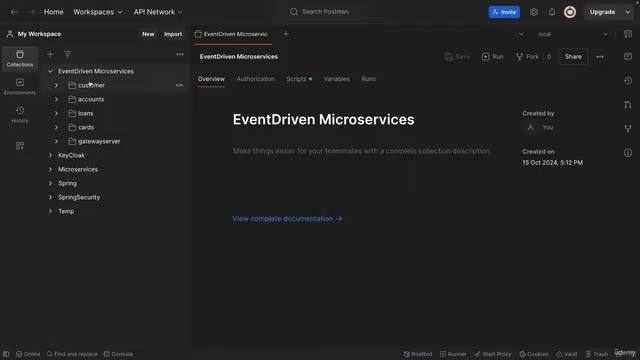 Home Workspaces API Network Search Postman Invite Upgrade
My Workspace New Import EventDriven Microservic local
Collections EventDriven Microservices Save Run Fork 0 Share
EventDriven Microservices
Environments customer Overview Authorization Scripts Variables Runs
accounts
History loans
cards
gatewayserver
KeyCloak
Microservices
Spring
SpringSecurity
Temp
EventDriven Microservices
Make things easier for your teammates with a complete collection description.
View complete documentation →
Created by
You
Created on
15 Oct 2024, 5:12 PM
Online Find and replace Console Postbot Runner Start Proxy Cookies Vault Trash
udemy